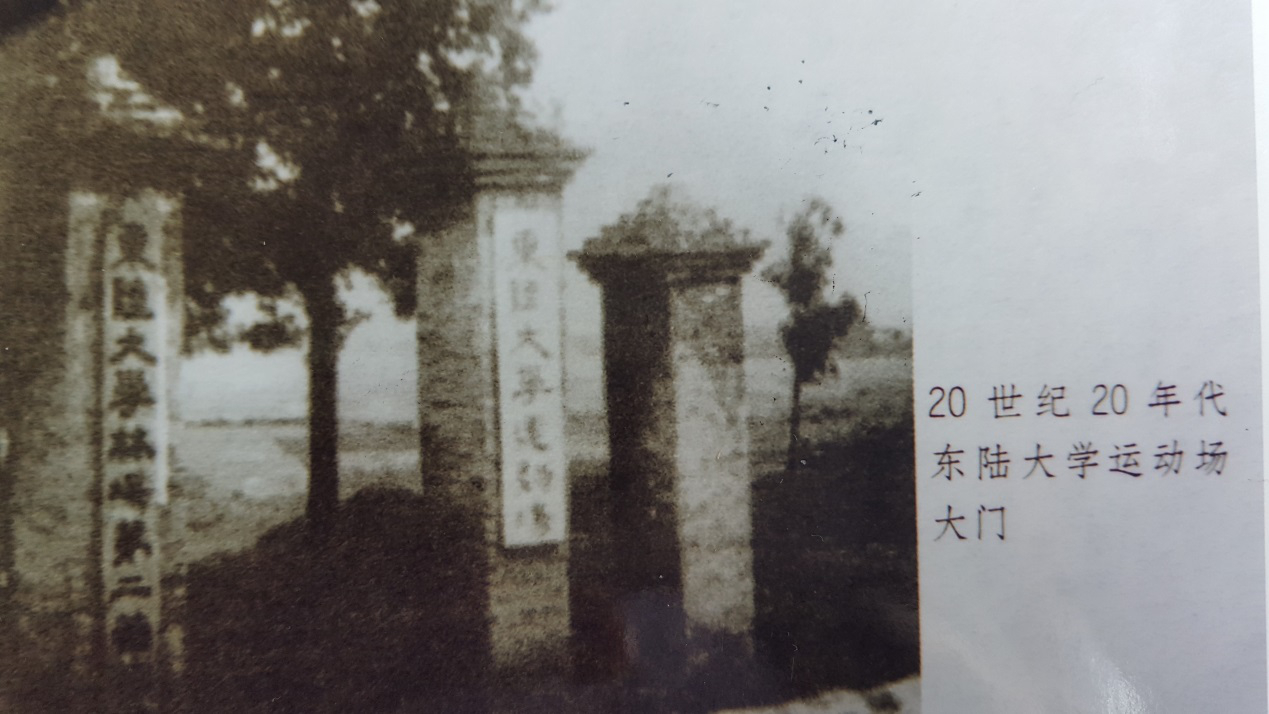 東陸大學林場第二
東陸大學運動場
20 世纪 20 年代
东陆大学运动场
大门